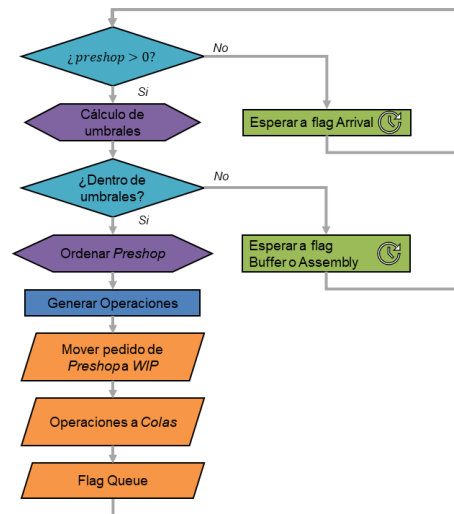 ¿preshop > 0?
No
Si
Cálculo de
umbrales
Esperar a flag Arrival
¿Dentro de
umbrales?
No
Si
Ordenar Preshop
Esperar a flag
Buffer o Assembly
Generar Operaciones
Mover pedido de
Preshop a WIP
Operaciones a Colas
Flag Queue